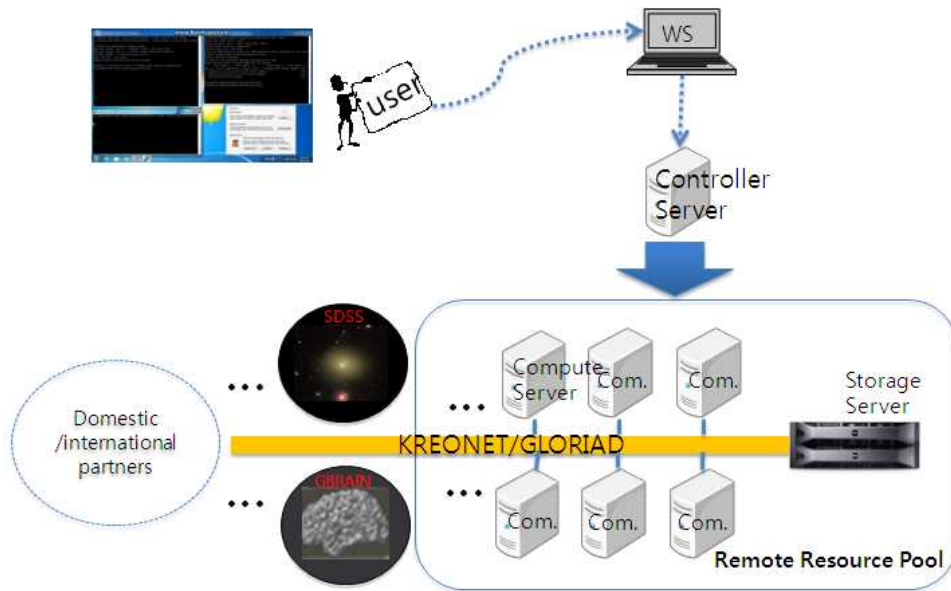 WS
user
Controller
Server
SDSS
Compute
Server
Com.
Com.
Storage
Server
Domestic
/international
partners
KREONET/GLORIAD
GBRAIN
Com.
Com.
Com.
Remote Resource Pool